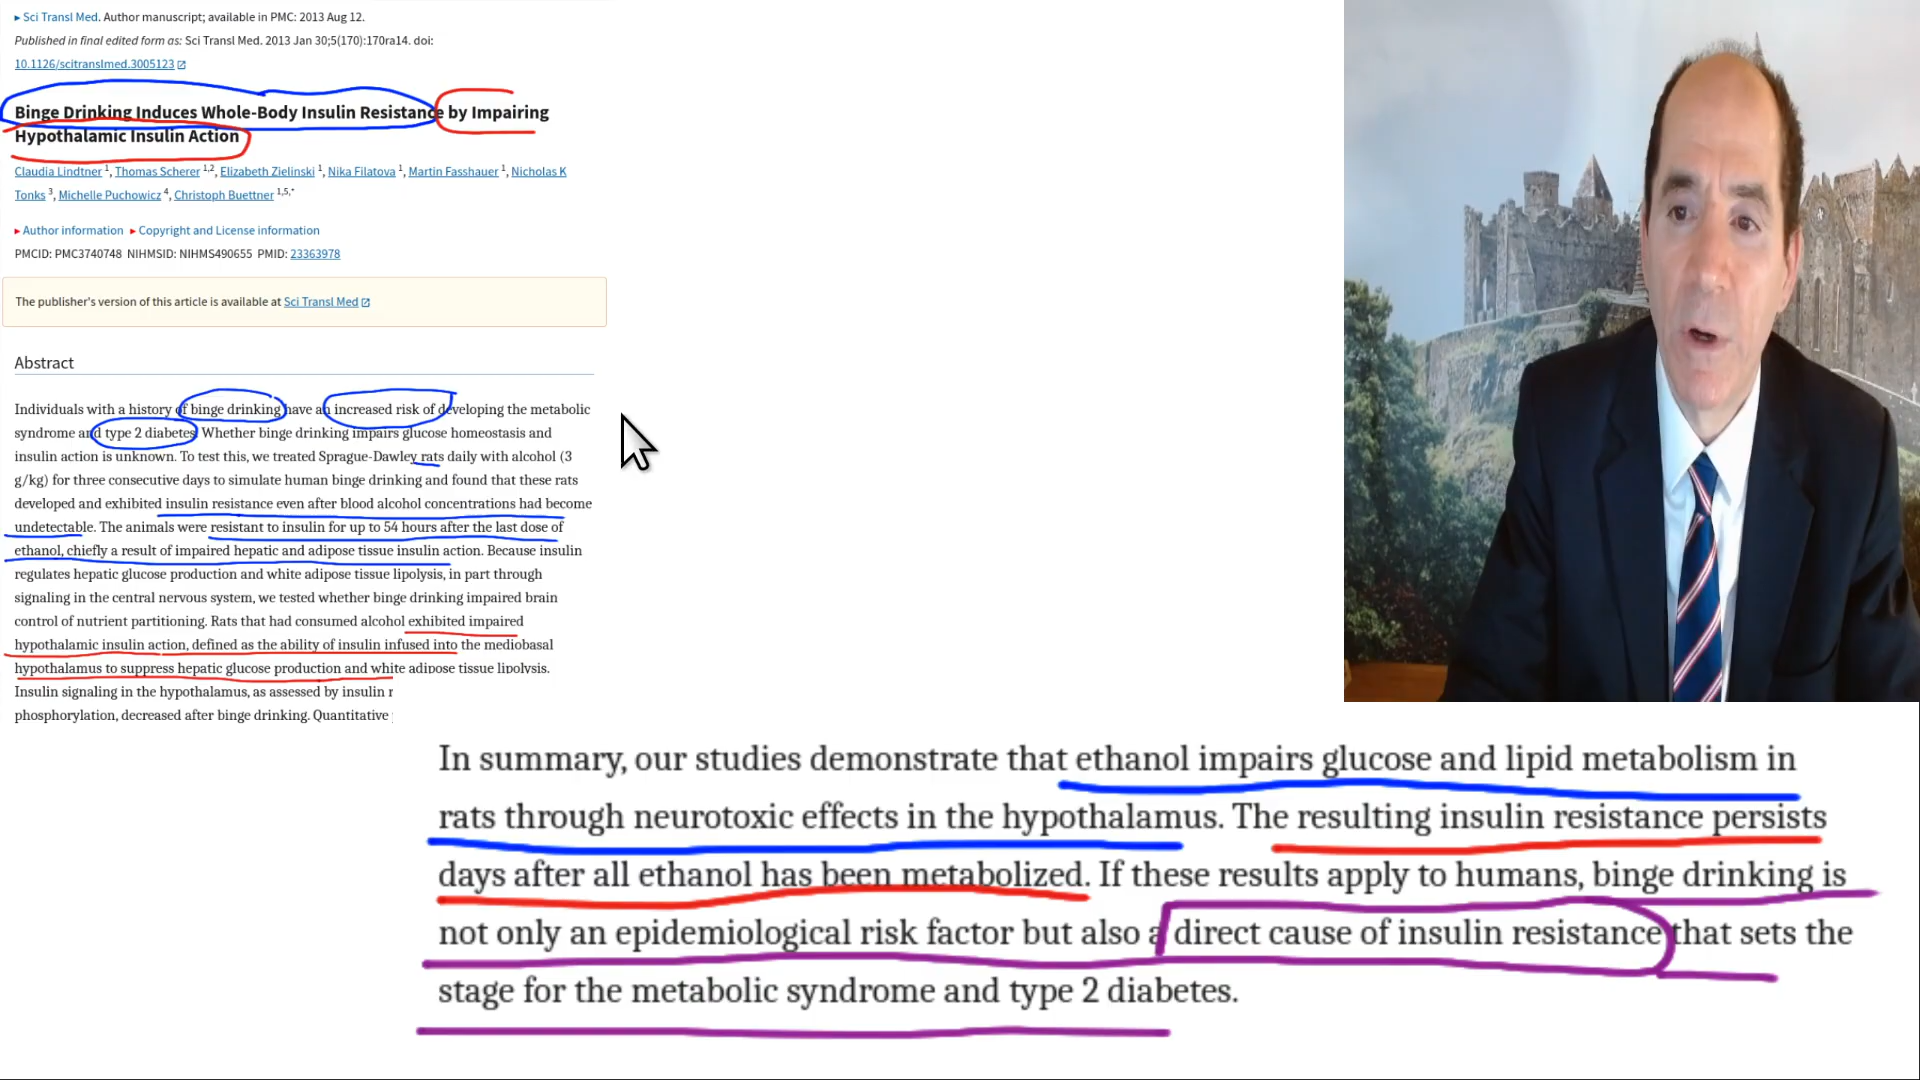 ▸ Sci Transl Med. Author manuscript; available in PMC: 2013 Aug 12.
Published in final edited form as: Sci Transl Med. 2013 Jan 30;5(170):170ra14. doi:
10.1126/scitranslmed.3005123
Binge Drinking Induces Whole-Body Insulin Resistance by Impairing
Hypothalamic Insulin Action
Claudia Lindtner 1, Thomas Scherer 1,2, Elizabeth Zielinski 1, Nika Filatova 1, Martin Fasshauer 1, Nicholas K
Tonks 3, Michelle Puchowicz 4, Christoph Buettner 1,5,*
▸ Author information ▸ Copyright and License information
PMCID: PMC3740748 NIHMSID: NIHMS490655 PMID: 23363978
The publisher's version of this article is available at Sci Transl Med
Abstract
Individuals with a history of binge drinking have an increased risk of developing the metabolic
syndrome and type 2 diabetes. Whether binge drinking impairs glucose homeostasis and
insulin action is unknown. To test this, we treated Sprague-Dawley rats daily with alcohol (3
g/kg) for three consecutive days to simulate human binge drinking and found that these rats
developed and exhibited insulin resistance even after blood alcohol concentrations had become
undetectable. The animals were resistant to insulin for up to 54 hours after the last dose of
ethanol, chiefly a result of impaired hepatic and adipose tissue insulin action. Because insulin
regulates hepatic glucose production and white adipose tissue lipolysis, in part through
signaling in the central nervous system, we tested whether binge drinking impaired brain
control of nutrient partitioning. Rats that had consumed alcohol exhibited impaired
hypothalamic insulin action, defined as the ability of insulin infused into the mediobasal
hypothalamus to suppress hepatic glucose production and white adipose tissue lipolysis.
Insulin signaling in the hypothalamus, as assessed by insulin r
phosphorylation, decreased after binge drinking. Quantitative
In summary, our studies demonstrate that ethanol impairs glucose and lipid metabolism in
rats through neurotoxic effects in the hypothalamus. The resulting insulin resistance persists
days after all ethanol has been metabolized. If these results apply to humans, binge drinking is
not only an epidemiological risk factor but also a direct cause of insulin resistance that sets the
stage for the metabolic syndrome and type 2 diabetes.